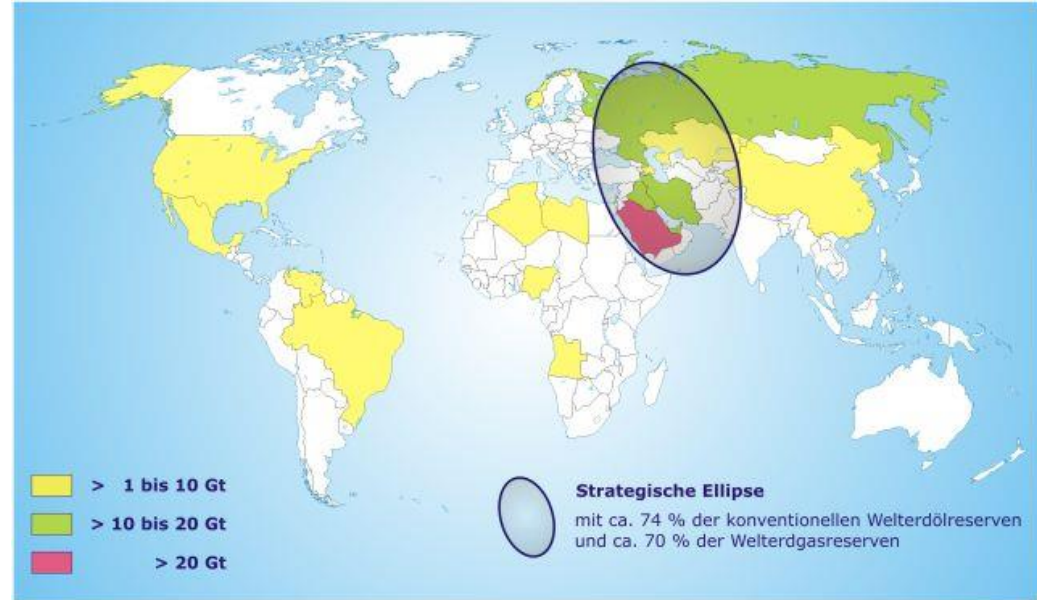 > 1 bis 10 Gt
> 10 bis 20 Gt
> 20 Gt
Strategische Ellipse
mit ca. 74 % der konventionellen Welterdölreserven
und ca. 70 % der Welterdgasreserven